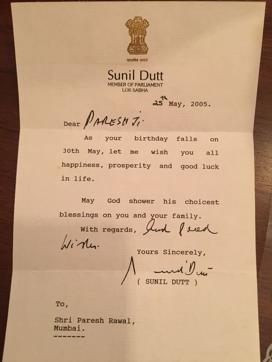 Sunil Dutt
MEMBER OF PARLIAMENT
LOK SABHA
25th May, 2005.
Dear PARESH Ji.
As your birthday falls on
30th May, let me wish you all
happiness, prosperity and good luck
in life.
May God shower his choicest
blessings on you and your family.
With regards, And Good
Wishes.
Yours Sincerely,
( SUNIL DUTT )
To,
Shri Paresh Rawal,
Mumbai.